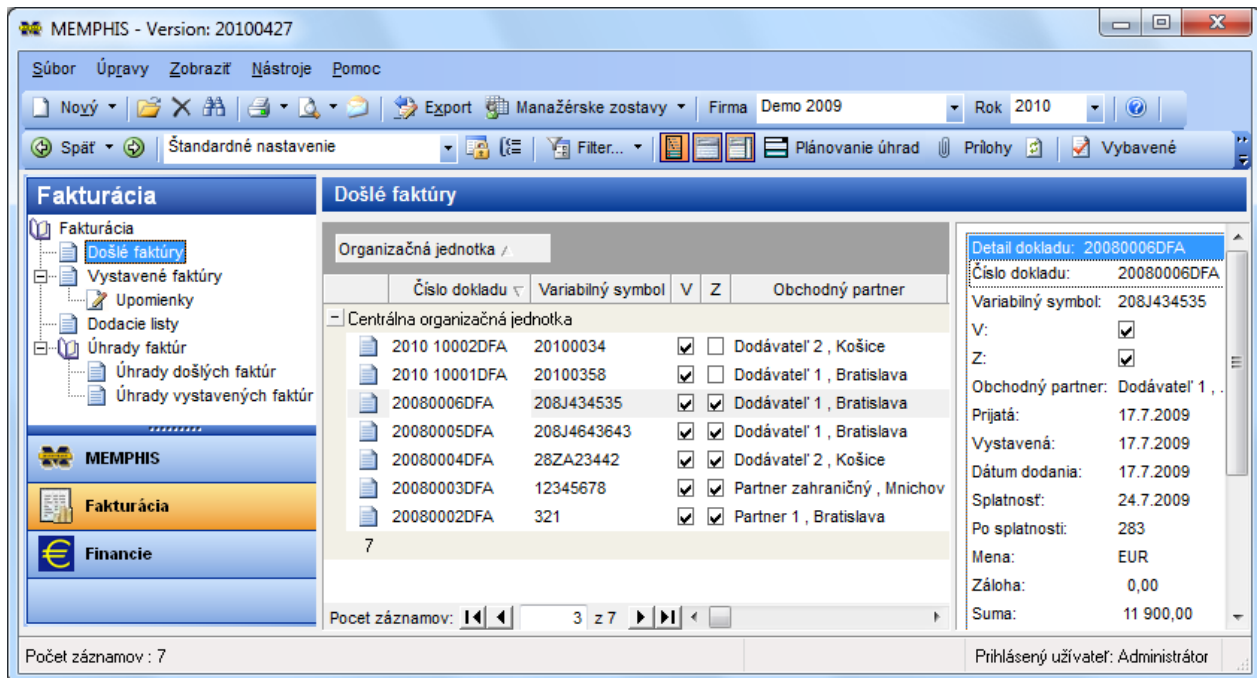 MEMPHIS - Version: 20100427
Súbor Úpravy Zobraziť Nástroje Pomoc
Nový Export Manažérske zostavy Firma Demo 2009 Rok 2010
Späť Štandardné nastavenie Filter... Plánovanie úhrad Prílohy Vybavené
Fakturácia
Fakturácia
Došlé faktúry
Vystavené faktúry
Upomienky
Dodacie listy
Úhrady faktúr
Úhrady došlých faktúr
Úhrady vystavených faktúr
MEMPHIS
Fakturácia
Financie
Došlé faktúry
Organizačná jednotka
Číslo dokladu Variabilný symbol V Z Obchodný partner
Centrálna organizačná jednotka
2010 10002DFA 20100034 Dodávateľ 2 , Košice
2010 10001DFA 20100358 Dodávateľ 1 , Bratislava
20080006DFA 208J434535 Dodávateľ 1 , Bratislava
20080005DFA 208J4643643 Dodávateľ 1 , Bratislava
20080004DFA 28ZA23442 Dodávateľ 2 , Košice
20080003DFA 12345678 Partner zahraničný , Mnichov
20080002DFA 321 Partner 1 , Bratislava
7
Pocet záznamov: 3 z 7
Detail dokladu: 20080006DFA
Číslo dokladu: 20080006DFA
Variabilný symbol: 208J434535
V:
Z:
Obchodný partner: Dodávateľ 1 , .
Prijatá: 17.7.2009
Vystavená: 17.7.2009
Dátum dodania: 17.7.2009
Splatnosť: 24.7.2009
Po splatnosti: 283
Mena: EUR
Záloha: 0,00
Suma: 11 900,00
Počet záznamov : 7
Prihlásený užívateľ: Administrátor